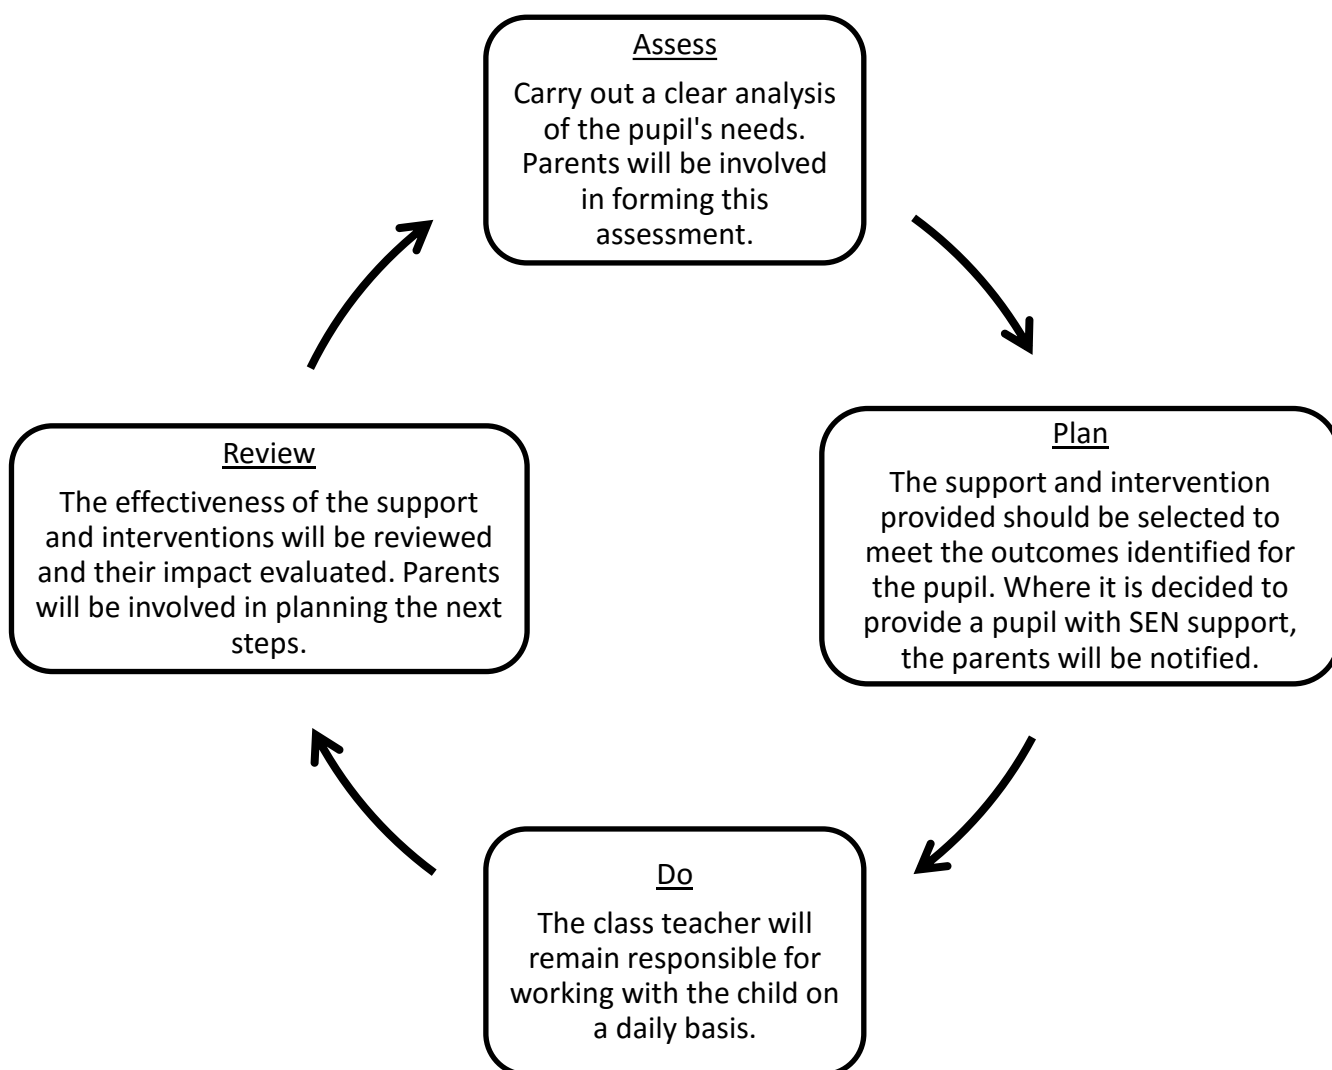 Assess
Carry out a clear analysis
of the pupil's needs.
Parents will be involved
in forming this
assessment.
Plan
The support and intervention
provided should be selected to
meet the outcomes identified for
the pupil. Where it is decided to
provide a pupil with SEN support,
the parents will be notified.
Do
The class teacher will
remain responsible for
working with the child on
a daily basis.
Review
The effectiveness of the support
and interventions will be reviewed
and their impact evaluated. Parents
will be involved in planning the next
steps.